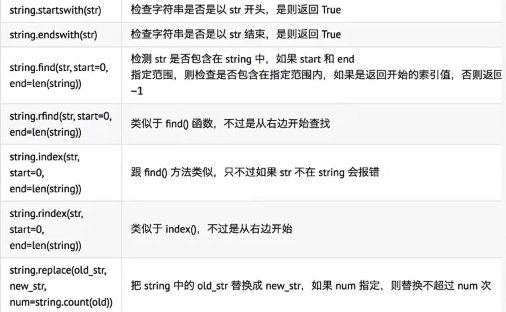 string.startswith(str)
检查字符串是否是以 str 开头，是则返回 True
string.endswith(str)
检查字符串是否是以 str 结束，是则返回 True
string.find(str, start=0,
end=len(string))
检测 str 是否包含在 string 中，如果 start 和 end
指定范围，则检查是否包含在指定范围内，如果是返回开始的索引值，否则返回
-1
string.rfind(str, start=0,
end=len(string))
类似于 find() 函数，不过是从右边开始查找
string.index(str,
start=0,
end=len(string))
跟 find() 方法类似，只不过如果 str 不在 string 会报错
string.rindex(str,
start=0,
end=len(string))
类似于 index()，不过是从右边开始
string.replace(old_str,
new_str,
num=string.count(old))
把 string 中的 old_str 替换成 new_str，如果 num 指定，则替换不超过 num 次